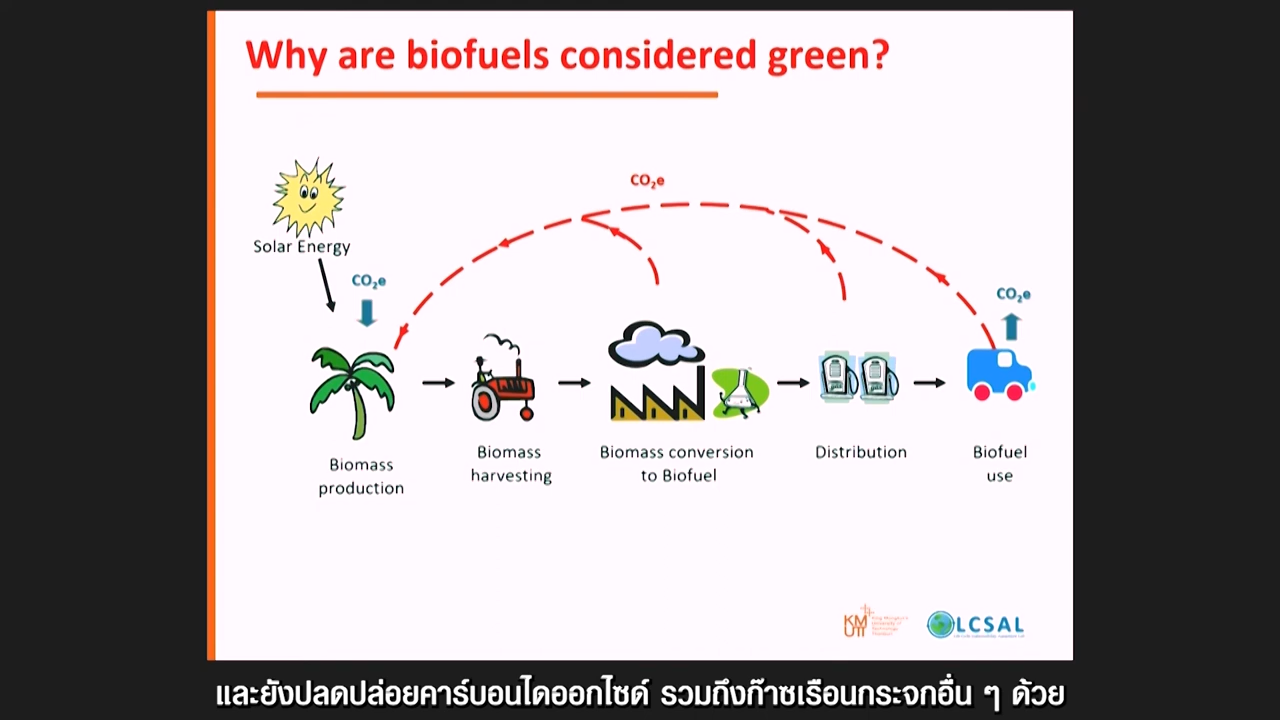 Why are biofuels considered green?
CO₂e
Solar Energy
CO₂e
CO₂e
Biomass
production
Biomass
harvesting
Biomass conversion
to Biofuel
Distribution
Biofuel
use
KM
UTT
LCSAL
และยังปลดปล่อยคาร์บอนไดออกไซด์ รวมถึงก๊าซเรือนกระจกอื่น ๆ ด้วย